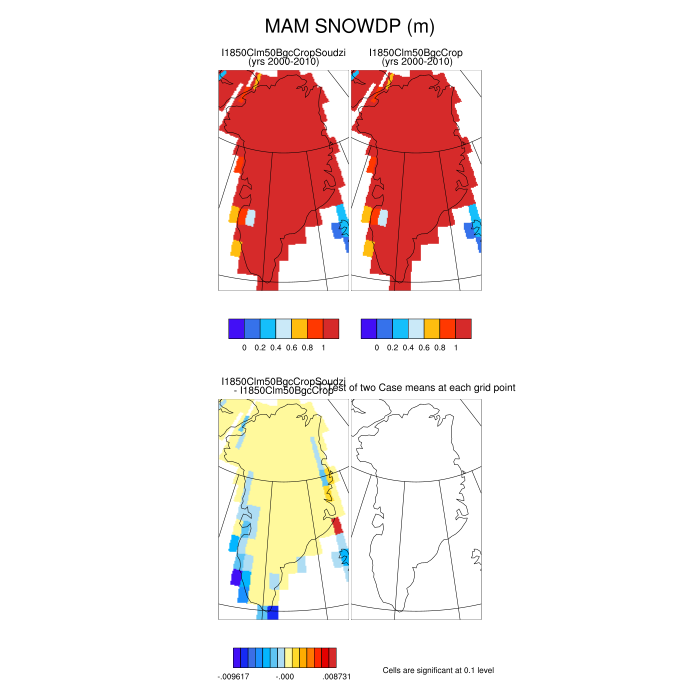 MAM SNOWDP (m)
I1850Clm50BgcCropSoudzi
(yrs 2000-2010)
I1850Clm50BgcCrop
(yrs 2000-2010)
0 0.2 0.4 0.6 0.8 1
0 0.2 0.4 0.6 0.8 1
I1850Clm50BgcCropSoudzi
- I1850Clm50BgcCrop
Test of two Case means at each grid point
-.009617 -.000 .008731
Cells are significant at 0.1 level